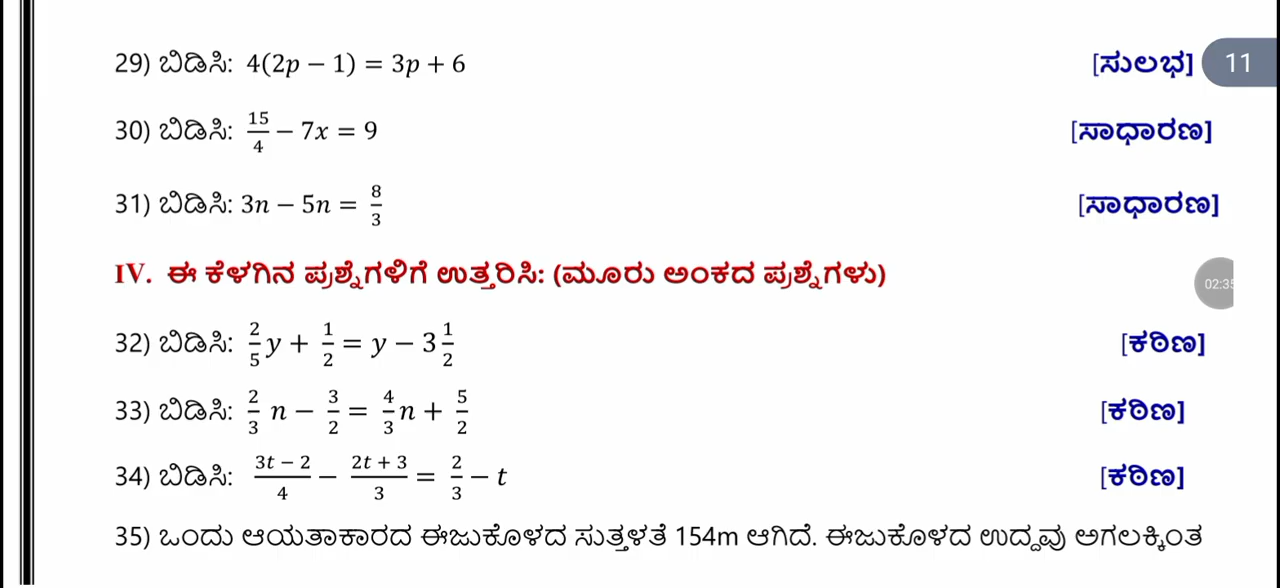 29) ಬಿಡಿಸಿ: 4(2p − 1) = 3p + 6 [ಸುಲಭ] 11
30) ಬಿಡಿಸಿ: 15/4 − 7x = 9 [ಸಾಧಾರಣ]
31) ಬಿಡಿಸಿ: 3n − 5n = 8/3 [ಸಾಧಾರಣ]
IV. ಈ ಕೆಳಗಿನ ಪ್ರಶ್ನೆಗಳಿಗೆ ಉತ್ತರಿಸಿ: (ಮೂರು ಅಂಕದ ಪ್ರಶ್ನೆಗಳು)
02:35
32) ಬಿಡಿಸಿ: 2/5 y + 1/2 = y − 3 1/2 [ಕಠಿಣ]
33) ಬಿಡಿಸಿ: 2/3 n − 3/2 = 4/3 n + 5/2 [ಕಠಿಣ]
34) ಬಿಡಿಸಿ: (3t − 2)/4 − (2t + 3)/3 = 2/3 − t [ಕಠಿಣ]
35) ಒಂದು ಆಯತಾಕಾರದ ಈಜುಕೊಳದ ಸುತ್ತಳತೆ 154m ಆಗಿದೆ. ಈಜುಕೊಳದ ಉದ್ದವು ಅಗಲಕ್ಕಿಂತ